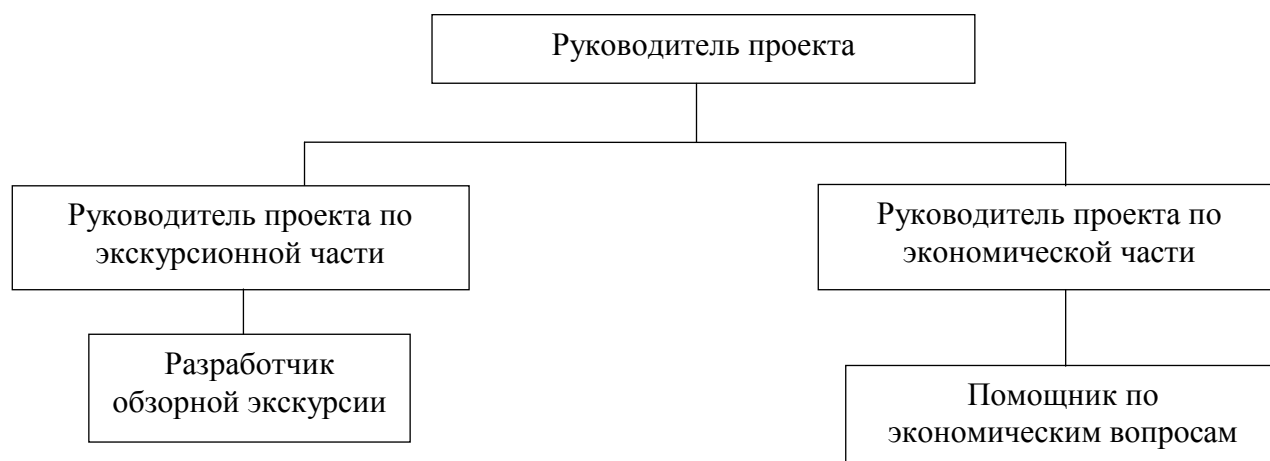 Руководитель проекта
Руководитель проекта по
экскурсионной части
Руководитель проекта по
экономической части
Разработчик
обзорной экскурсии
Помощник по
экономическим вопросам